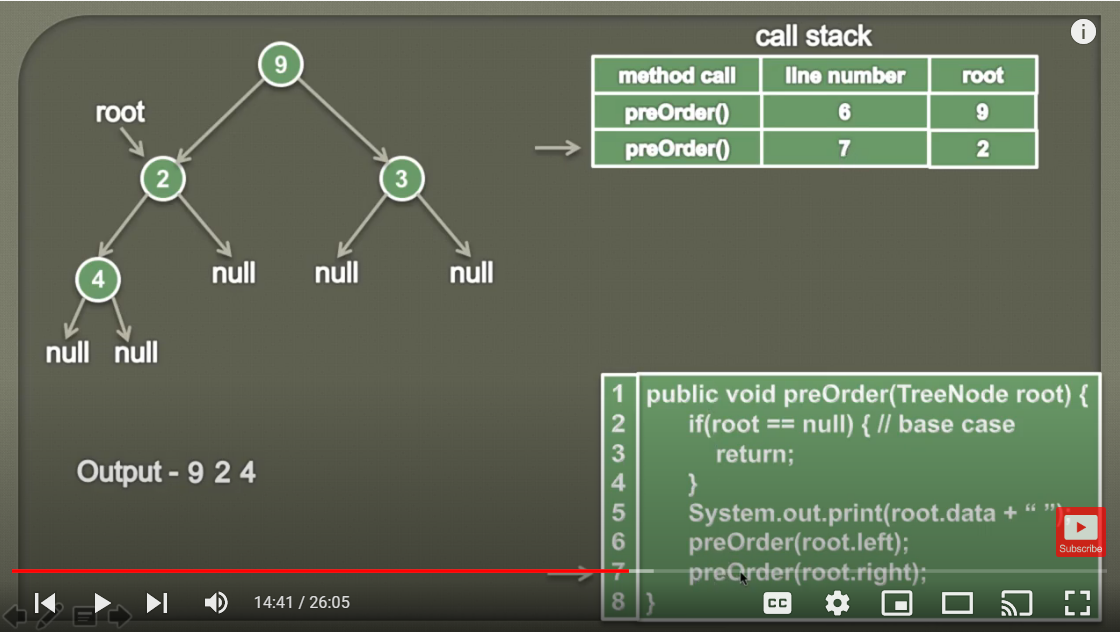 call stack
method call line number root
preOrder() 6 9
preOrder() 7 2
9
root
2 3
4 null null null
null null
Output - 9 2 4
1 public void preOrder(TreeNode root) {
2 if(root == null) { // base case
3 return;
4 }
5 System.out.print(root.data + “ ”);
6 preOrder(root.left);
7 preOrder(root.right);
8 }
Subscribe
14:41 / 26:05
CC